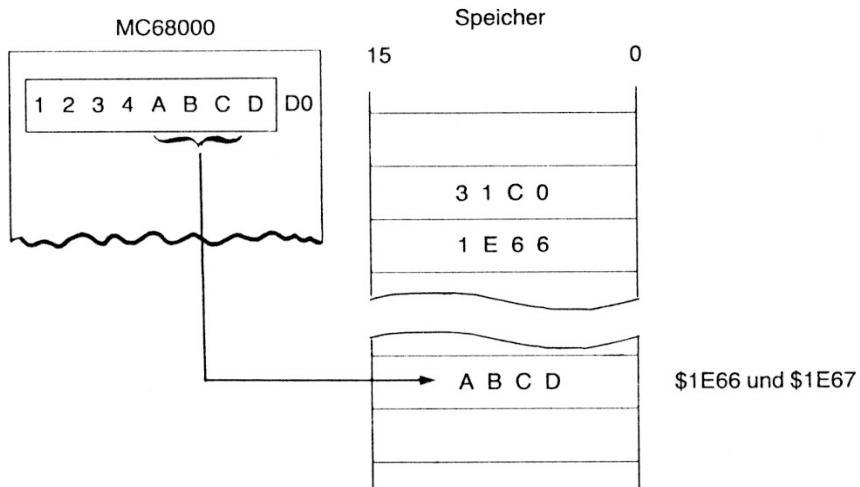 MC68000
Speicher
15 0
1 2 3 4 A B C D D0
3 1 C 0
1 E 6 6
A B C D $1E66 und $1E67